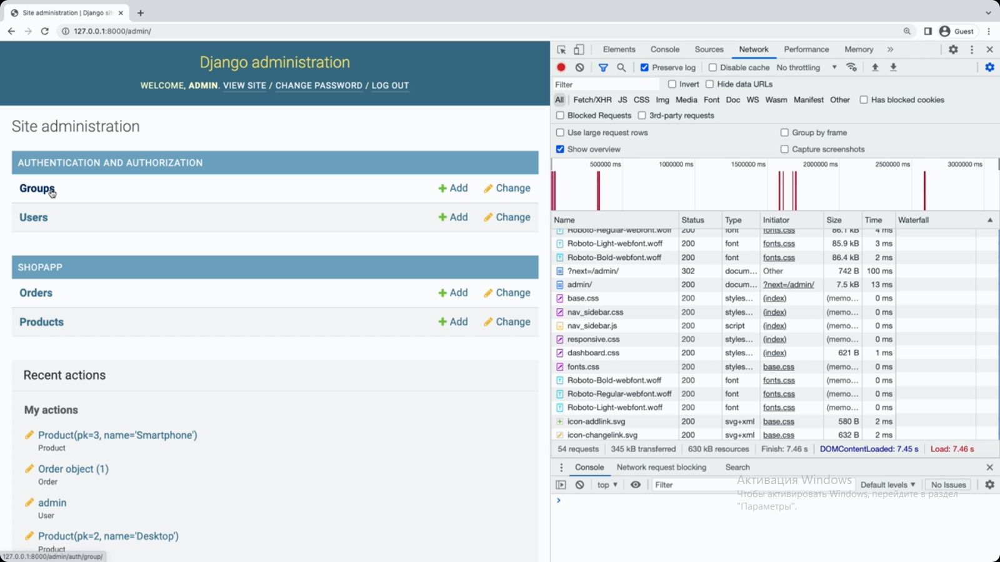 Site administration | Django sit
127.0.0.1:8000/admin/
Guest
Django administration
WELCOME, ADMIN. VIEW SITE / CHANGE PASSWORD / LOG OUT
Site administration
AUTHENTICATION AND AUTHORIZATION
Groups Add Change
Users Add Change
SHOPAPP
Orders Add Change
Products Add Change
Recent actions
My actions
Product(pk=3, name='Smartphone')
Product
Order object (1)
Order
admin
User
Product(pk=2, name='Desktop')
Product
127.0.0.1:8000/admin/auth/group/
Elements Console Sources Network Performance Memory »
Preserve log Disable cache No throttling
Filter Invert Hide data URLs
All Fetch/XHR JS CSS Img Media Font Doc WS Wasm Manifest Other Has blocked cookies
Blocked Requests 3rd-party requests
Use large request rows Group by frame
Show overview Capture screenshots
500000 ms 1000000 ms 1500000 ms 2000000 ms 2500000 ms 3000000 ms
Name Status Type Initiator Size Time Waterfall
Roboto-Regular-webfont.woff 200 font fonts.css 86.1 kB 4 ms
Roboto-Light-webfont.woff 200 font fonts.css 85.9 kB 3 ms
Roboto-Bold-webfont.woff 200 font fonts.css 86.4 kB 2 ms
?next=/admin/ 302 docum... Other 742 B 100 ms
admin/ 200 docum... ?next=/admin/ 7.5 kB 13 ms
base.css 200 styles... (index) (memo... 0 ms
nav_sidebar.css 200 styles... (index) (memo... 0 ms
nav_sidebar.js 200 script (index) (memo... 0 ms
responsive.css 200 styles... (index) (memo... 0 ms
dashboard.css 200 styles... (index) 621 B 1 ms
fonts.css 200 styles... base.css (memo... 0 ms
Roboto-Bold-webfont.woff 200 font fonts.css (memo... 0 ms
Roboto-Regular-webfont.woff 200 font fonts.css (memo... 0 ms
Roboto-Light-webfont.woff 200 font fonts.css (memo... 0 ms
icon-addlink.svg 200 svg+xml base.css 580 B 2 ms
icon-changelink.svg 200 svg+xml base.css 632 B 2 ms
54 requests 345 kB transferred 630 kB resources Finish: 7.46 s DOMContentLoaded: 7.45 s Load: 7.46 s
Console Network request blocking Search
top Filter Default levels No Issues
Активация Windows
Чтобы активировать Windows, перейдите в раздел
"Параметры".